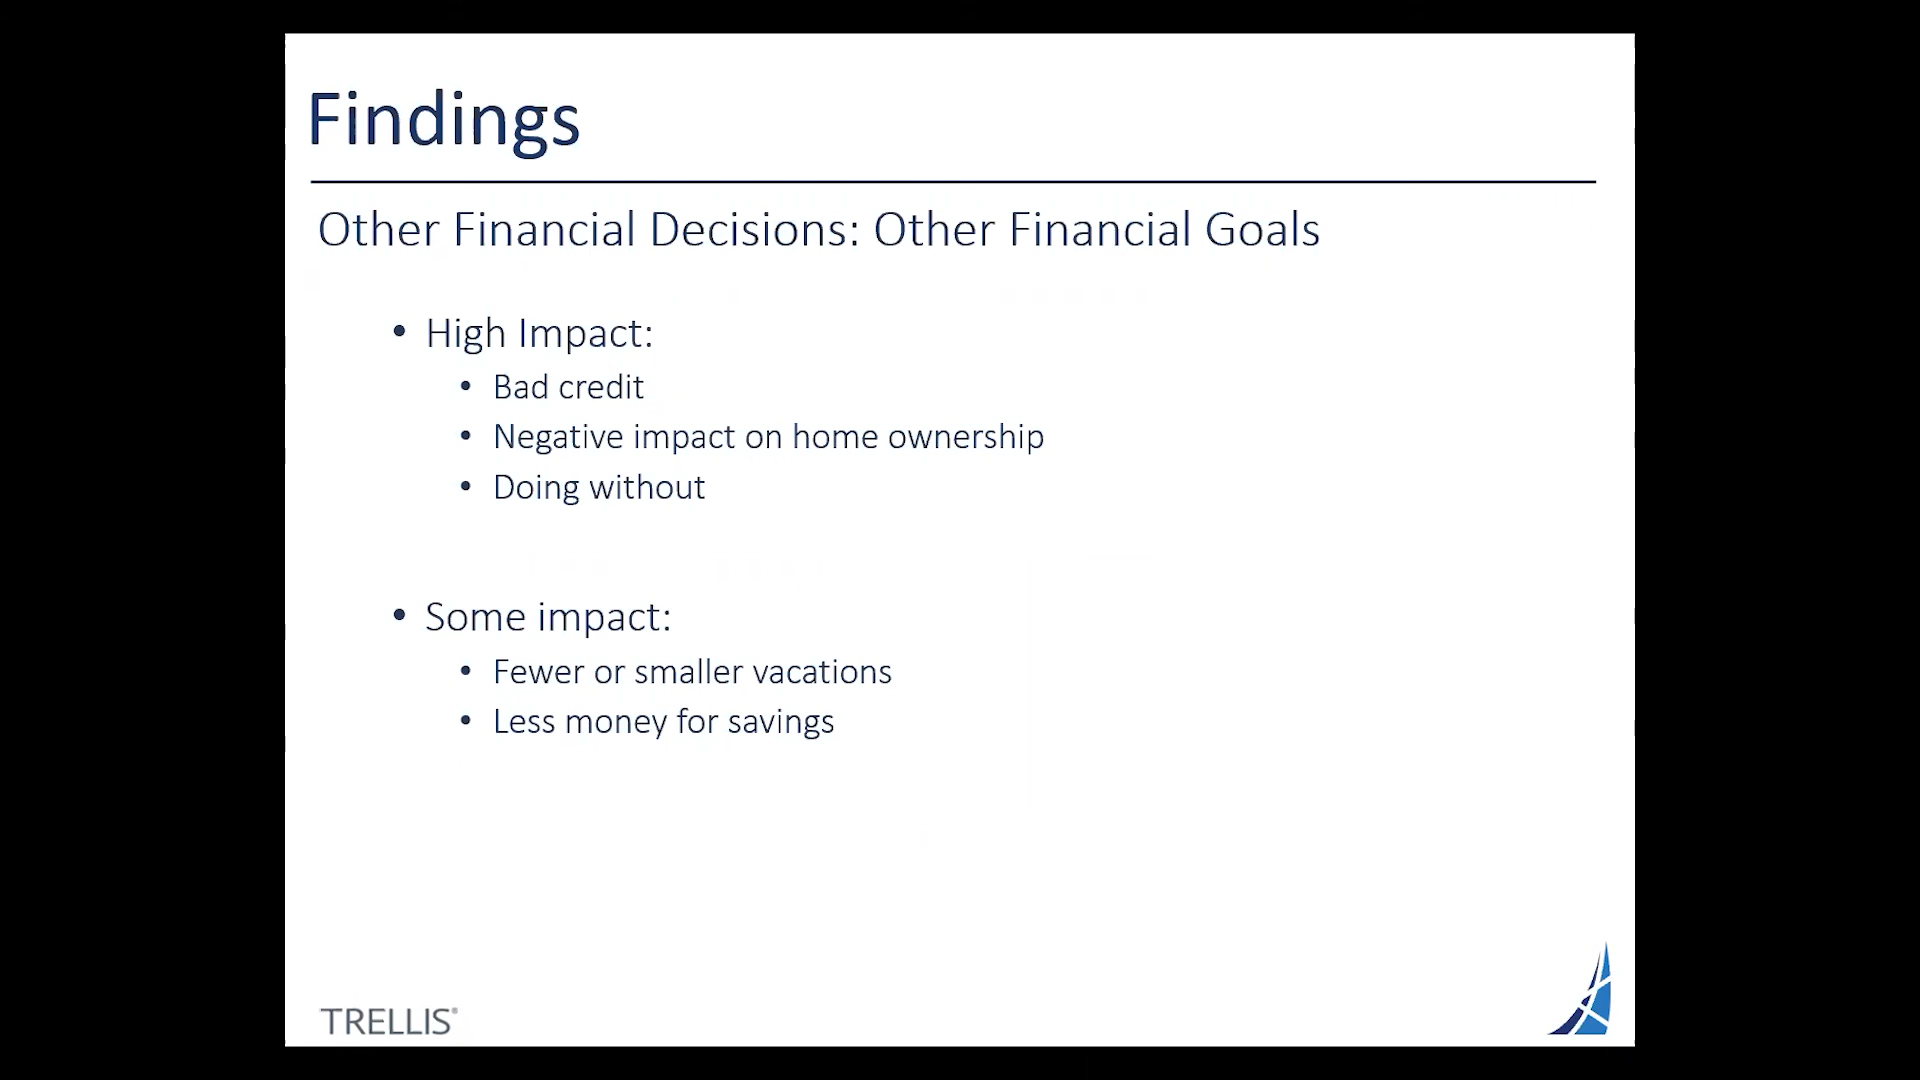 Findings
Other Financial Decisions: Other Financial Goals
• High Impact:
• Bad credit
• Negative impact on home ownership
• Doing without
• Some impact:
• Fewer or smaller vacations
• Less money for savings
TRELLIS®